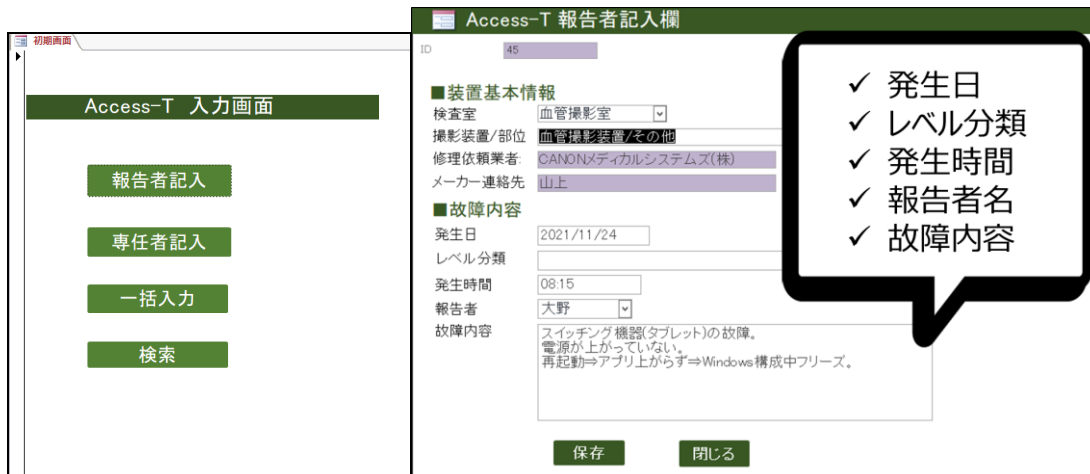 初期画面
Access-T 入力画面
報告者記入
専任者記入
一括入力
検索
Access-T 報告者記入欄
ID 45
■装置基本情報
検査室 血管撮影室
撮影装置/部位 血管撮影装置/その他
修理依頼業者: CANONメディカルシステムズ(株)
メーカー連絡先 山上
■故障内容
発生日 2021/11/24
レベル分類
発生時間 08:15
報告者 大野
故障内容 スイッチング機器(タブレット)の故障。
電源が上がっていない。
再起動⇒アプリ上がらず⇒Windows構成中フリーズ。
保存 閉じる
✓ 発生日
✓ レベル分類
✓ 発生時間
✓ 報告者名
✓ 故障内容